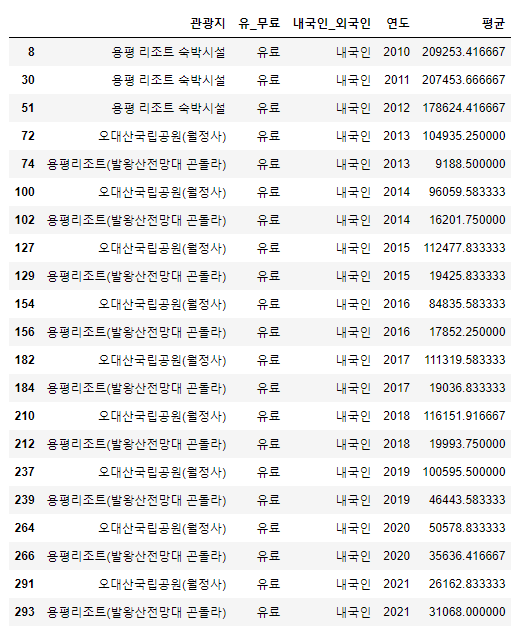 관광지 유_무료 내국인_외국인 연도 평균
8 용평 리조트 숙박시설 유료 내국인 2010 209253.416667
30 용평 리조트 숙박시설 유료 내국인 2011 207453.666667
51 용평 리조트 숙박시설 유료 내국인 2012 178624.416667
72 오대산국립공원(월정사) 유료 내국인 2013 104935.250000
74 용평리조트(발왕산전망대 곤돌라) 유료 내국인 2013 9188.500000
100 오대산국립공원(월정사) 유료 내국인 2014 96059.583333
102 용평리조트(발왕산전망대 곤돌라) 유료 내국인 2014 16201.750000
127 오대산국립공원(월정사) 유료 내국인 2015 112477.833333
129 용평리조트(발왕산전망대 곤돌라) 유료 내국인 2015 19425.833333
154 오대산국립공원(월정사) 유료 내국인 2016 84835.583333
156 용평리조트(발왕산전망대 곤돌라) 유료 내국인 2016 17852.250000
182 오대산국립공원(월정사) 유료 내국인 2017 111319.583333
184 용평리조트(발왕산전망대 곤돌라) 유료 내국인 2017 19036.833333
210 오대산국립공원(월정사) 유료 내국인 2018 116151.916667
212 용평리조트(발왕산전망대 곤돌라) 유료 내국인 2018 19993.750000
237 오대산국립공원(월정사) 유료 내국인 2019 100595.500000
239 용평리조트(발왕산전망대 곤돌라) 유료 내국인 2019 46443.583333
264 오대산국립공원(월정사) 유료 내국인 2020 50578.833333
266 용평리조트(발왕산전망대 곤돌라) 유료 내국인 2020 35636.416667
291 오대산국립공원(월정사) 유료 내국인 2021 26162.833333
293 용평리조트(발왕산전망대 곤돌라) 유료 내국인 2021 31068.000000